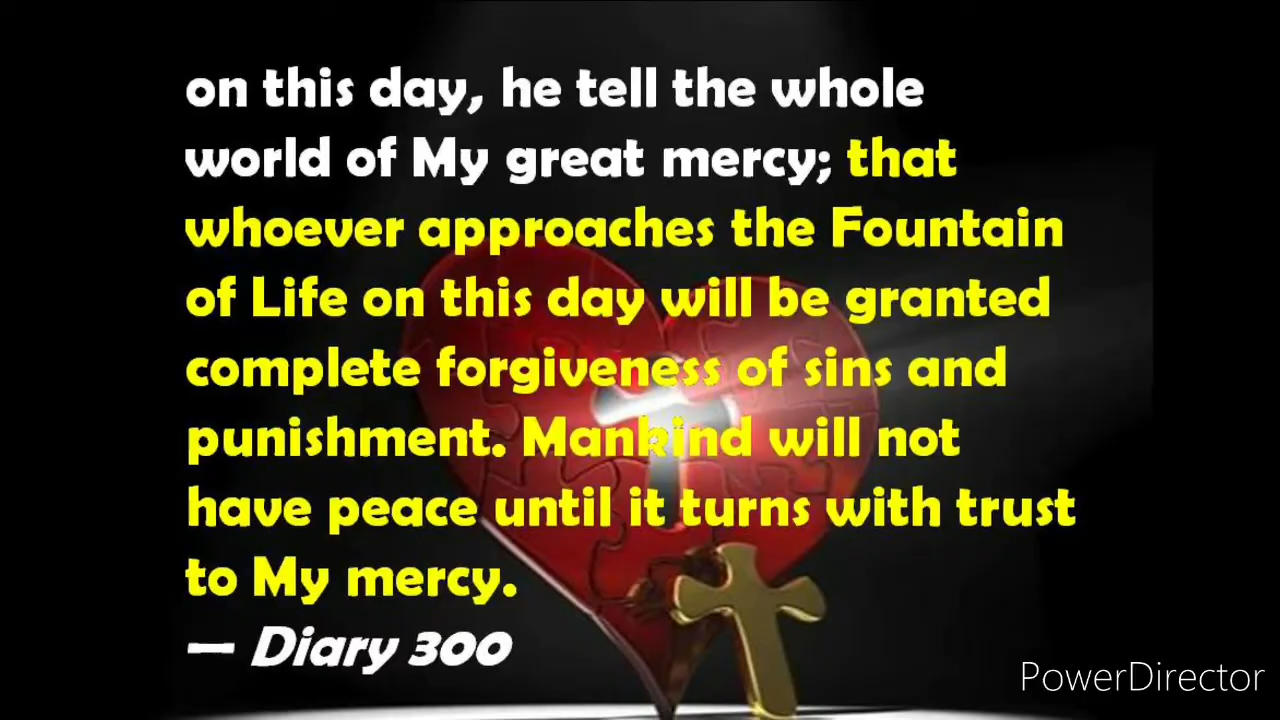 on this day, he tell the whole
world of My great mercy; that
whoever approaches the Fountain
of Life on this day will be granted
complete forgiveness of sins and
punishment. Mankind will not
have peace until it turns with trust
to My mercy.
— Diary 300
PowerDirector